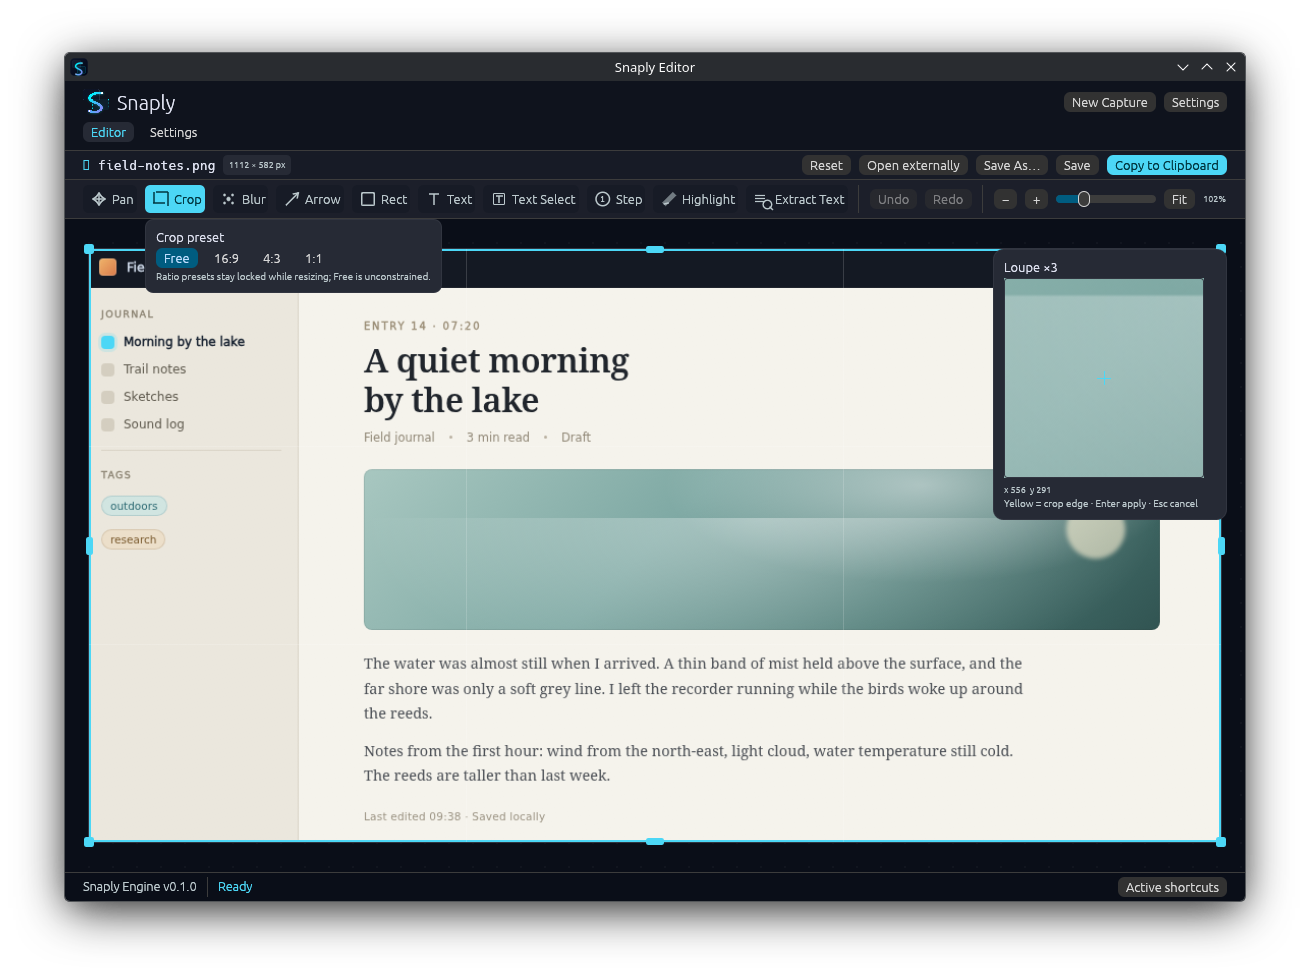 Snaply Editor
Snaply
New Capture
Settings
Editor
Settings
field-notes.png
1112 × 582 px
Reset
Open externally
Save As…
Save
Copy to Clipboard
Pan
Crop
Blur
Arrow
Rect
Text
Text Select
Step
Highlight
Extract Text
Undo
Redo
−
+
Fit
102%
Crop preset
Free
16:9
4:3
1:1
Ratio presets stay locked while resizing; Free is unconstrained.
Fie
Loupe ×3
x 556 y 291
Yellow = crop edge · Enter apply · Esc cancel
JOURNAL
Morning by the lake
Trail notes
Sketches
Sound log
TAGS
outdoors
research
ENTRY 14 · 07:20
A quiet morning
by the lake
Field journal • 3 min read • Draft
The water was almost still when I arrived. A thin band of mist held above the surface, and the
far shore was only a soft grey line. I left the recorder running while the birds woke up around
the reeds.
Notes from the first hour: wind from the north-east, light cloud, water temperature still cold.
The reeds are taller than last week.
Last edited 09:38 · Saved locally
Snaply Engine v0.1.0
Ready
Active shortcuts